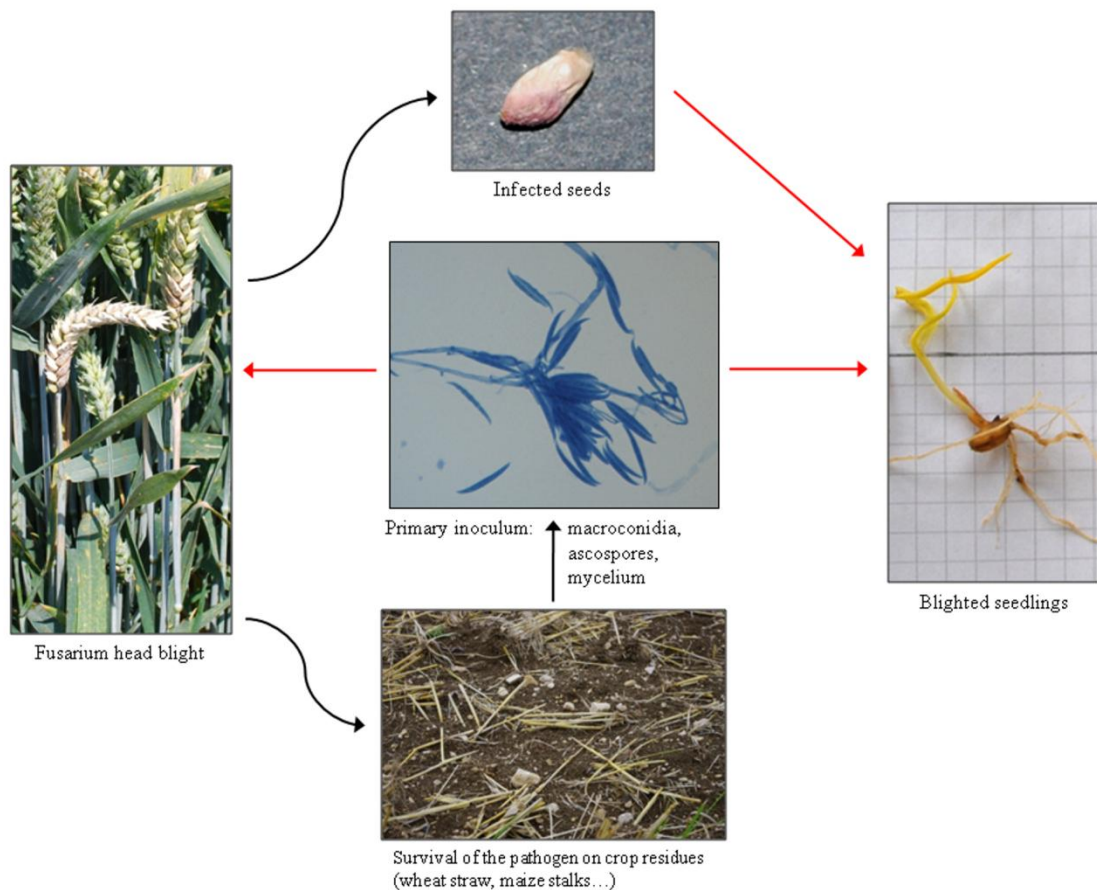 Infected seeds
Primary inoculum: macroconidia,
ascospores,
mycelium
Blighted seedlings
Fusarium head blight
Survival of the pathogen on crop residues
(wheat straw, maize stalks…)